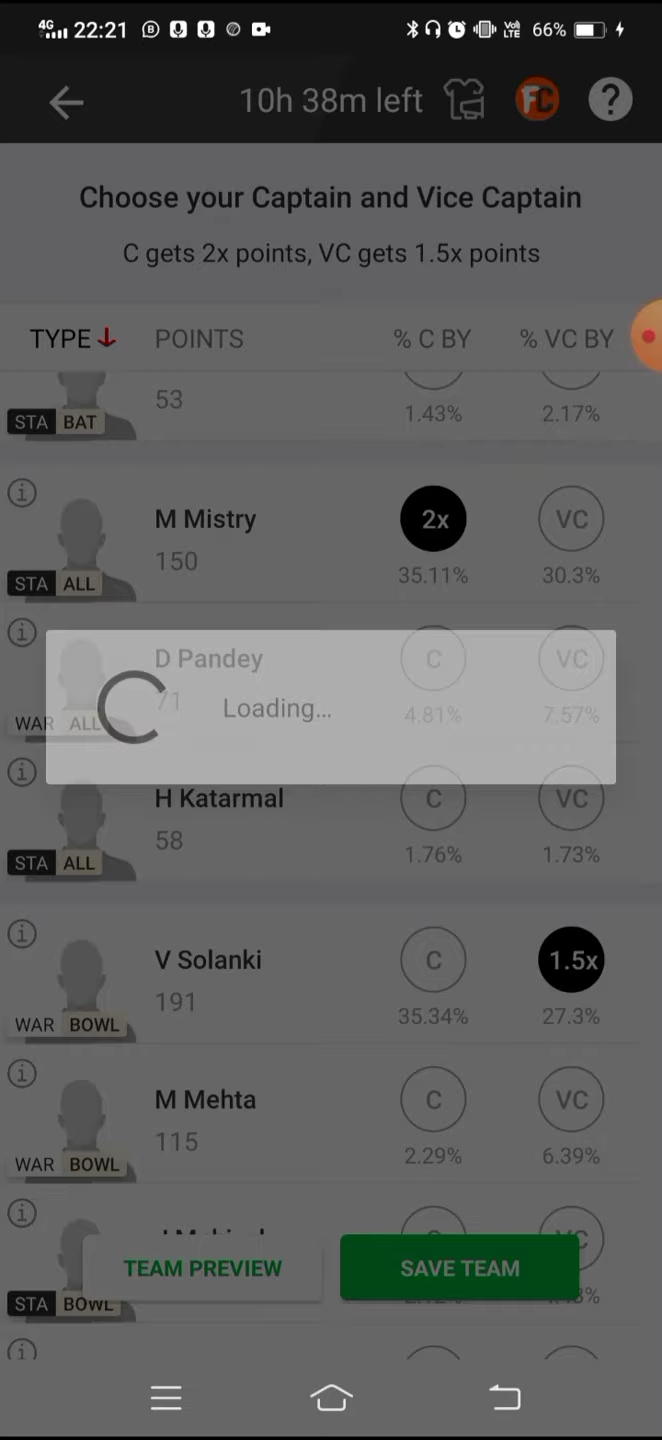 4G 22:21 66%
10h 38m left FC ?
Choose your Captain and Vice Captain
C gets 2x points, VC gets 1.5x points
TYPE POINTS % C BY % VC BY
53
STA BAT 1.43% 2.17%
M Mistry 2x VC
150
STA ALL 35.11% 30.3%
D Pandey C VC
71 Loading...
WAR ALL 4.81% 7.57%
H Katarmal C VC
58
STA ALL 1.76% 1.73%
V Solanki C 1.5x
191
WAR BOWL 35.34% 27.3%
M Mehta C VC
115
WAR BOWL 2.29% 6.39%
TEAM PREVIEW SAVE TEAM
STA BOWL